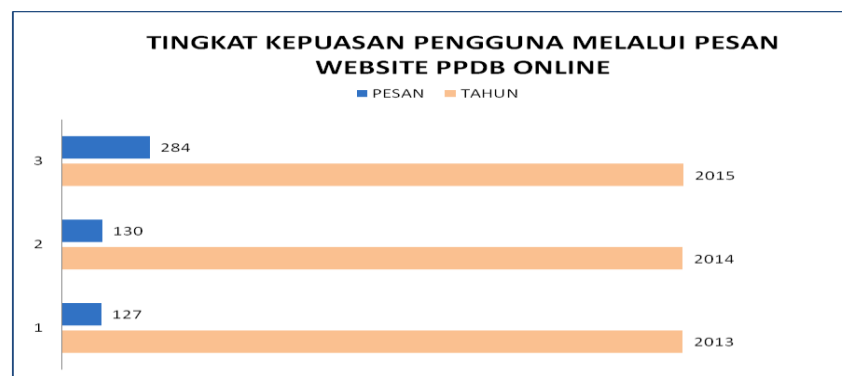 TINGKAT KEPUASAN PENGGUNA MELALUI PESAN
WEBSITE PPDB ONLINE
PESAN TAHUN
3 284
2015
2 130
2014
1 127
2013